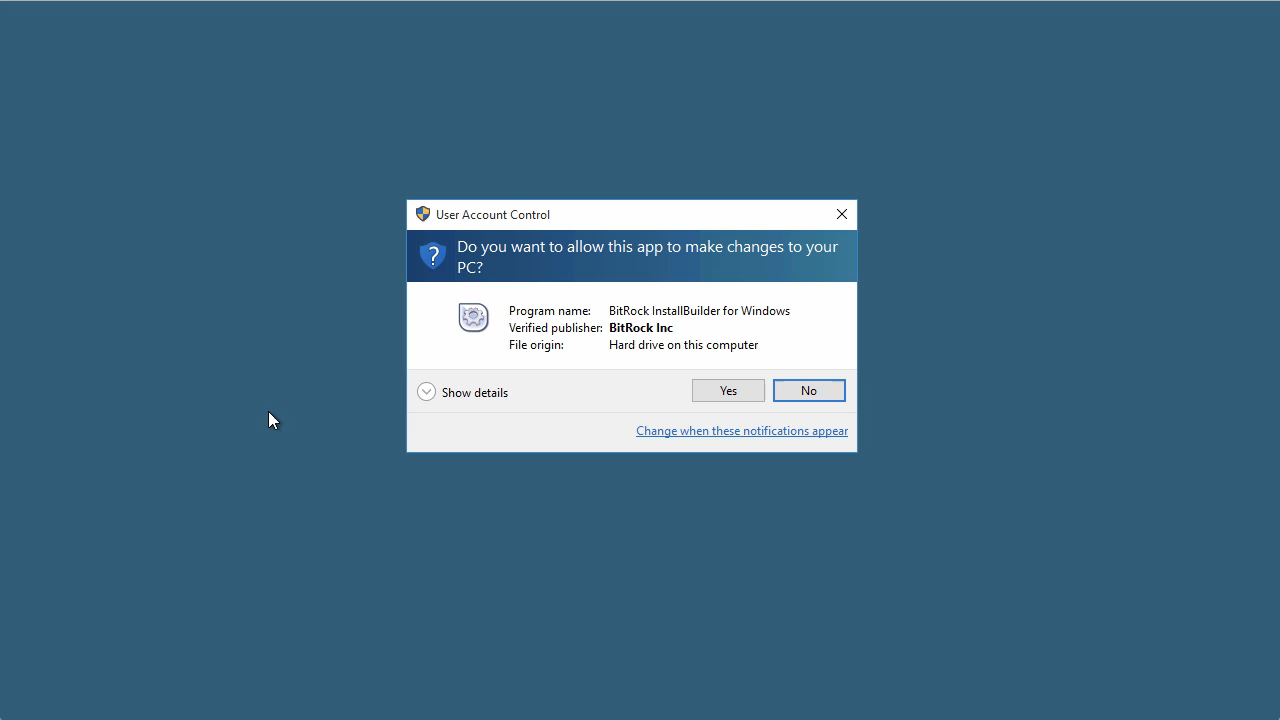 User Account Control
Do you want to allow this app to make changes to your
PC?
Program name: BitRock InstallBuilder for Windows
Verified publisher: BitRock Inc
File origin: Hard drive on this computer
Show details
Yes
No
Change when these notifications appear